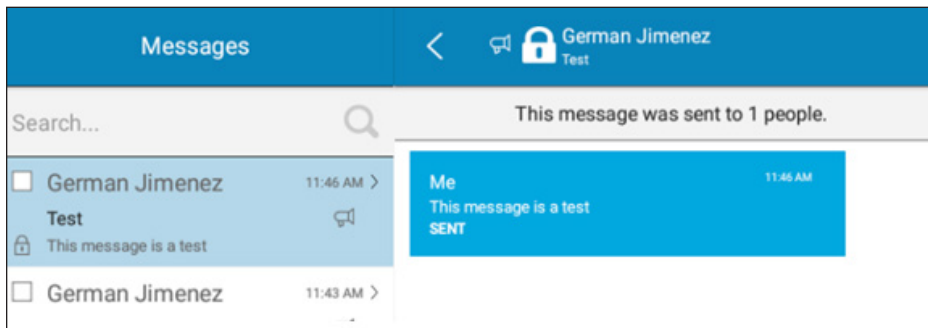 Messages
Search...
German Jimenez 11:46 AM
Test
This message is a test
German Jimenez 11:43 AM
German Jimenez
Test
This message was sent to 1 people.
Me 11:46 AM
This message is a test
SENT